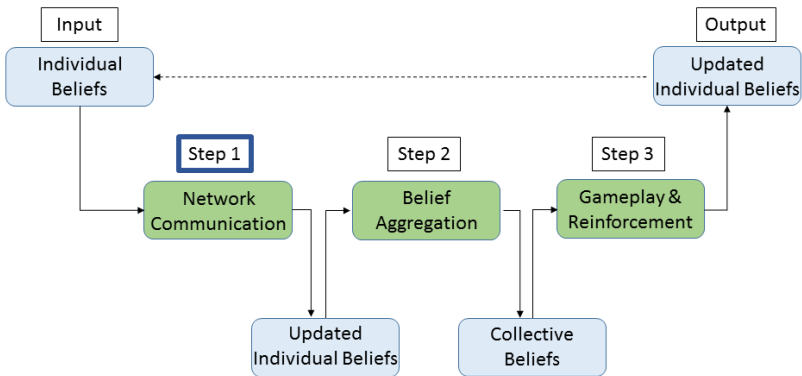 Input
Output
Individual
Beliefs
Updated
Individual Beliefs
Step 1
Step 2
Step 3
Network
Communication
Belief
Aggregation
Gameplay &
Reinforcement
Updated
Individual Beliefs
Collective
Beliefs